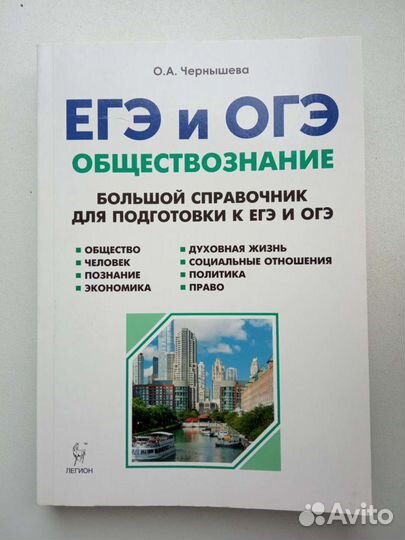 О.А. Чернышева
ЕГЭ и ОГЭ
ОБЩЕСТВОЗНАНИЕ
БОЛЬШОЙ СПРАВОЧНИК
ДЛЯ ПОДГОТОВКИ К ЕГЭ И ОГЭ
ОБЩЕСТВО
ЧЕЛОВЕК
ПОЗНАНИЕ
ЭКОНОМИКА
ДУХОВНАЯ ЖИЗНЬ
СОЦИАЛЬНЫЕ ОТНОШЕНИЯ
ПОЛИТИКА
ПРАВО
ЛЕГИОН
Avito